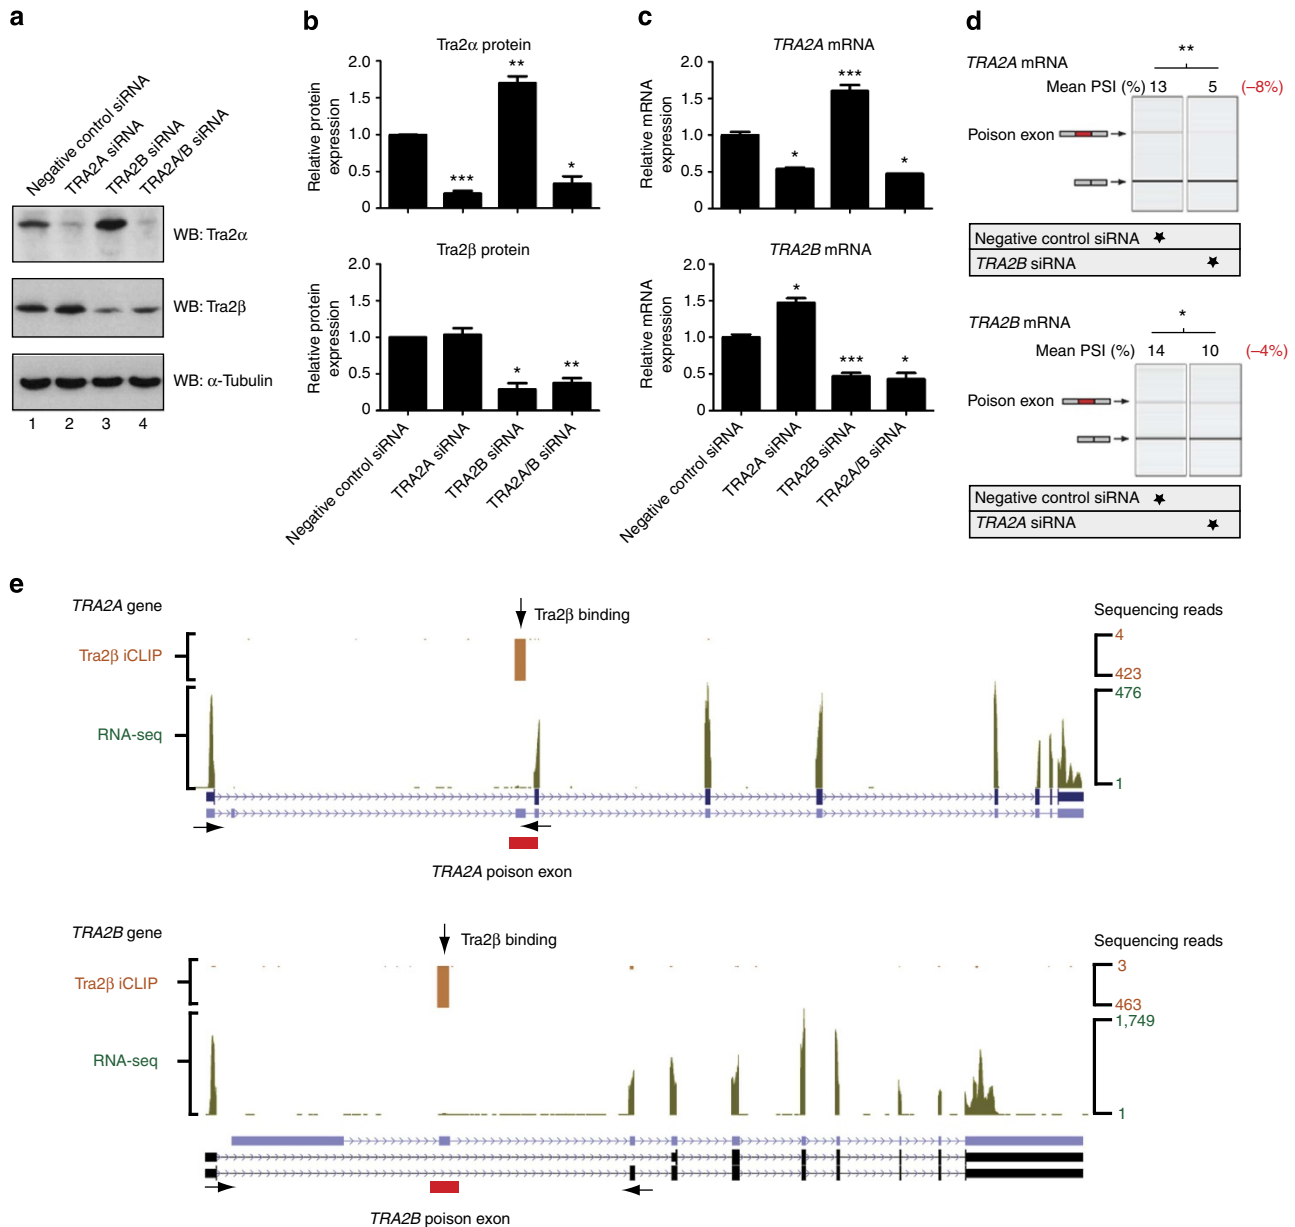 a
Negative control siRNA
TRA2A siRNA
TRA2B siRNA
TRA2A/B siRNA
WB: Tra2α
WB: Tra2β
WB: α-Tubulin
1 2 3 4
b
Tra2α protein
Relative protein expression
2.0
1.5
1.0
0.5
0
***
**
*
Tra2β protein
Relative protein expression
2.0
1.5
1.0
0.5
0
*
**
Negative control siRNA
TRA2A siRNA
TRA2B siRNA
TRA2A/B siRNA
c
TRA2A mRNA
Relative mRNA expression
2.0
1.5
1.0
0.5
0
*
***
*
TRA2B mRNA
Relative mRNA expression
2.0
1.5
1.0
0.5
0
*
***
*
Negative control siRNA
TRA2A siRNA
TRA2B siRNA
TRA2A/B siRNA
d
**
TRA2A mRNA
Mean PSI (%) 13 5 (–8%)
Poison exon
Negative control siRNA ★
TRA2B siRNA ★
*
TRA2B mRNA
Mean PSI (%) 14 10 (–4%)
Poison exon
Negative control siRNA ★
TRA2A siRNA ★
e
TRA2A gene
Tra2β binding
Sequencing reads
Tra2β iCLIP
4
423
RNA-seq
476
1
TRA2A poison exon
TRA2B gene
Tra2β binding
Sequencing reads
Tra2β iCLIP
3
463
RNA-seq
1,749
1
TRA2B poison exon